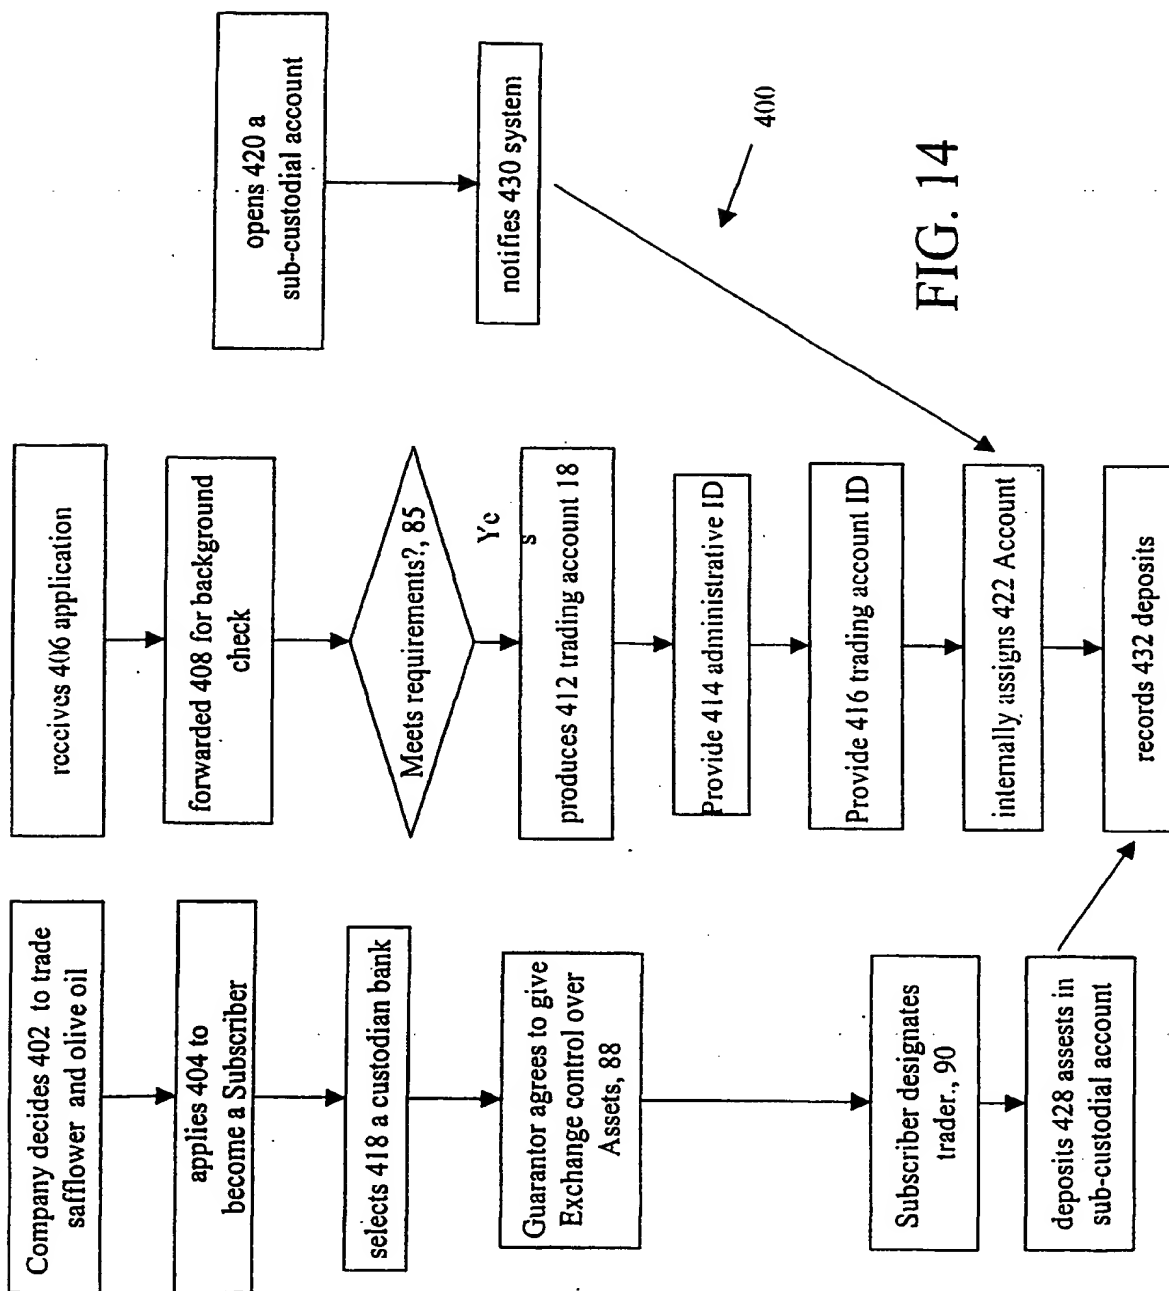 Company decides 402 to trade
safflower and olive oil
applies 404 to
become a Subscriber
selects 418 a custodian bank
Guarantor agrees to give
Exchange control over
Assets, 88
Subscriber designates
trader., 90
deposits 428 assests in
sub-custodial account
receives 406 application
forwarded 408 for background
check
Meets requirements?, 85
Yes
produces 412 trading account 18
Provide 414 administrative ID
Provide 416 trading account ID
internally assigns 422 Account
records 432 deposits
opens 420 a
sub-custodial account
notifies 430 system
400
FIG. 14